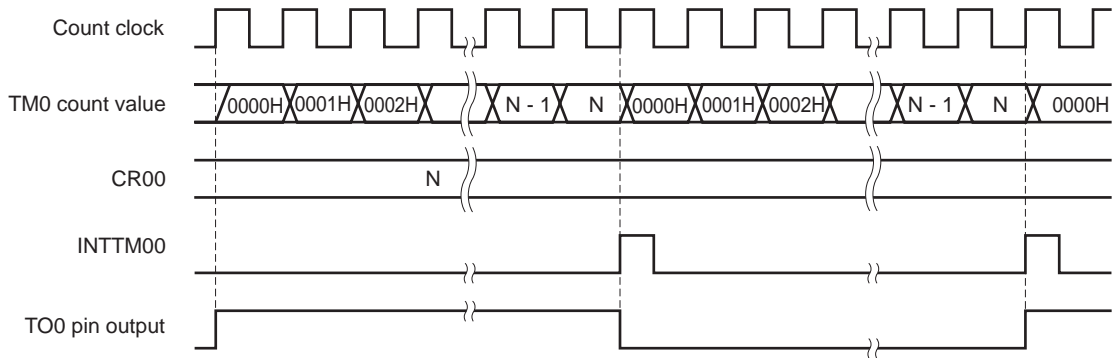 Count clock
TM0 count value 0000H 0001H 0002H N - 1 N 0000H 0001H 0002H N - 1 N 0000H
CR00 N
INTTM00
TO0 pin output